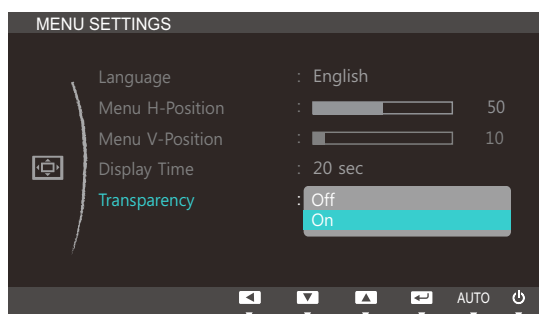 MENU SETTINGS
Language : English
Menu H-Position : 50
Menu V-Position : 10
Display Time : 20 sec
Transparency : Off
On
AUTO